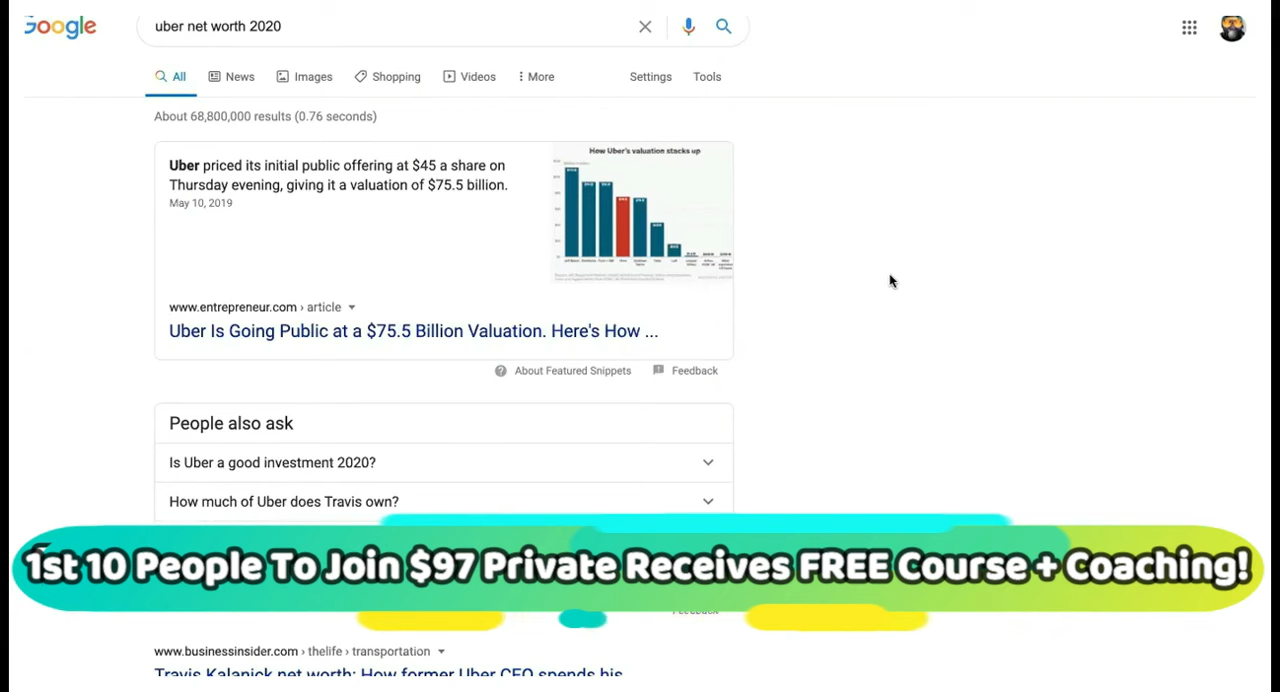 Google
uber net worth 2020
All
News
Images
Shopping
Videos
More
Settings
Tools
About 68,800,000 results (0.76 seconds)
Uber priced its initial public offering at $45 a share on
Thursday evening, giving it a valuation of $75.5 billion.
May 10, 2019
How Uber's valuation stacks up
www.entrepreneur.com › article
Uber Is Going Public at a $75.5 Billion Valuation. Here's How ...
About Featured Snippets
Feedback
People also ask
Is Uber a good investment 2020?
How much of Uber does Travis own?
1st 10 People To Join $97 Private Receives FREE Course + Coaching!
Feedback
www.businessinsider.com › thelife › transportation
Travis Kalanick net worth: How former Uber CEO spends his